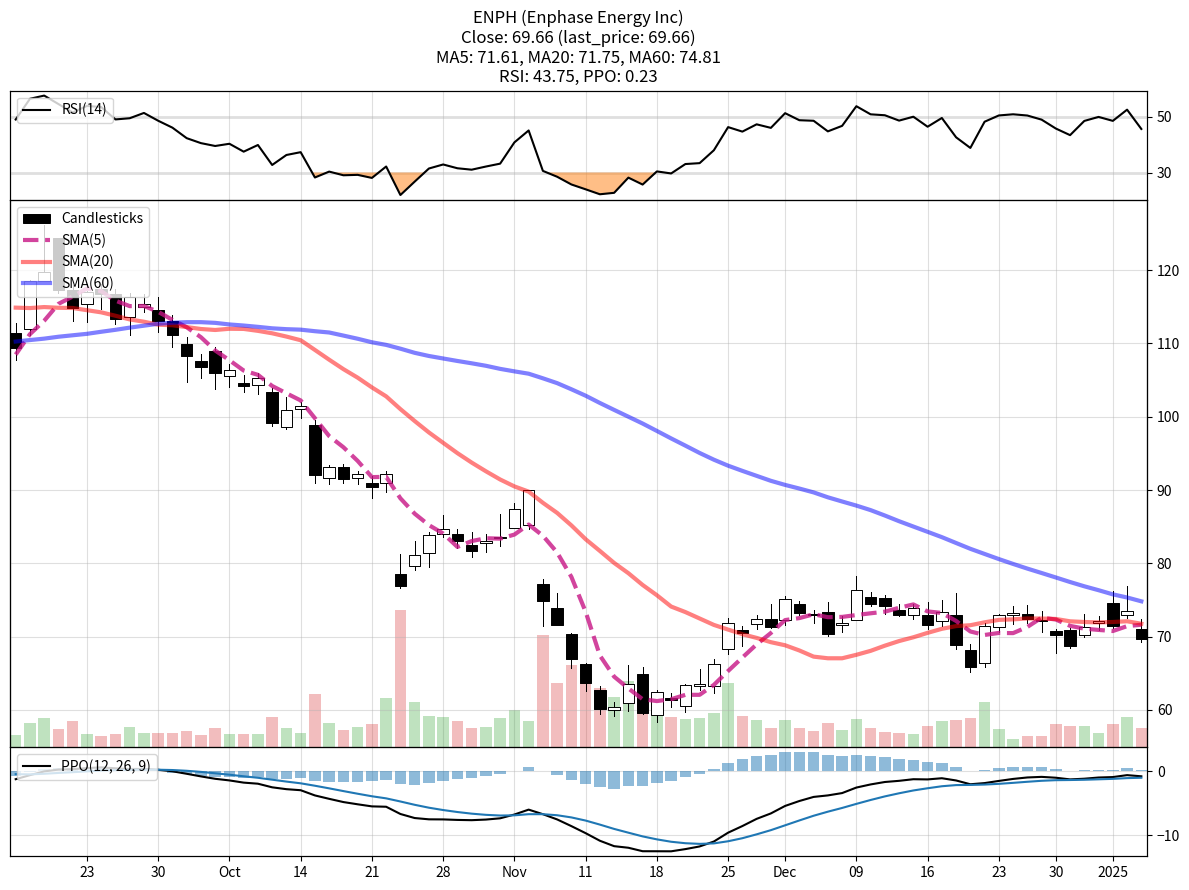 ENPH (Enphase Energy Inc)
Close: 69.66 (last_price: 69.66)
MA5: 71.61, MA20: 71.75, MA60: 74.81
RSI: 43.75, PPO: 0.23
RSI(14)
50
30
Candlesticks
SMA(5)
SMA(20)
SMA(60)
120
110
100
90
80
70
60
PPO(12, 26, 9)
0
−10
23 30 Oct 14 21 28 Nov 11 18 25 Dec 09 16 23 30 2025